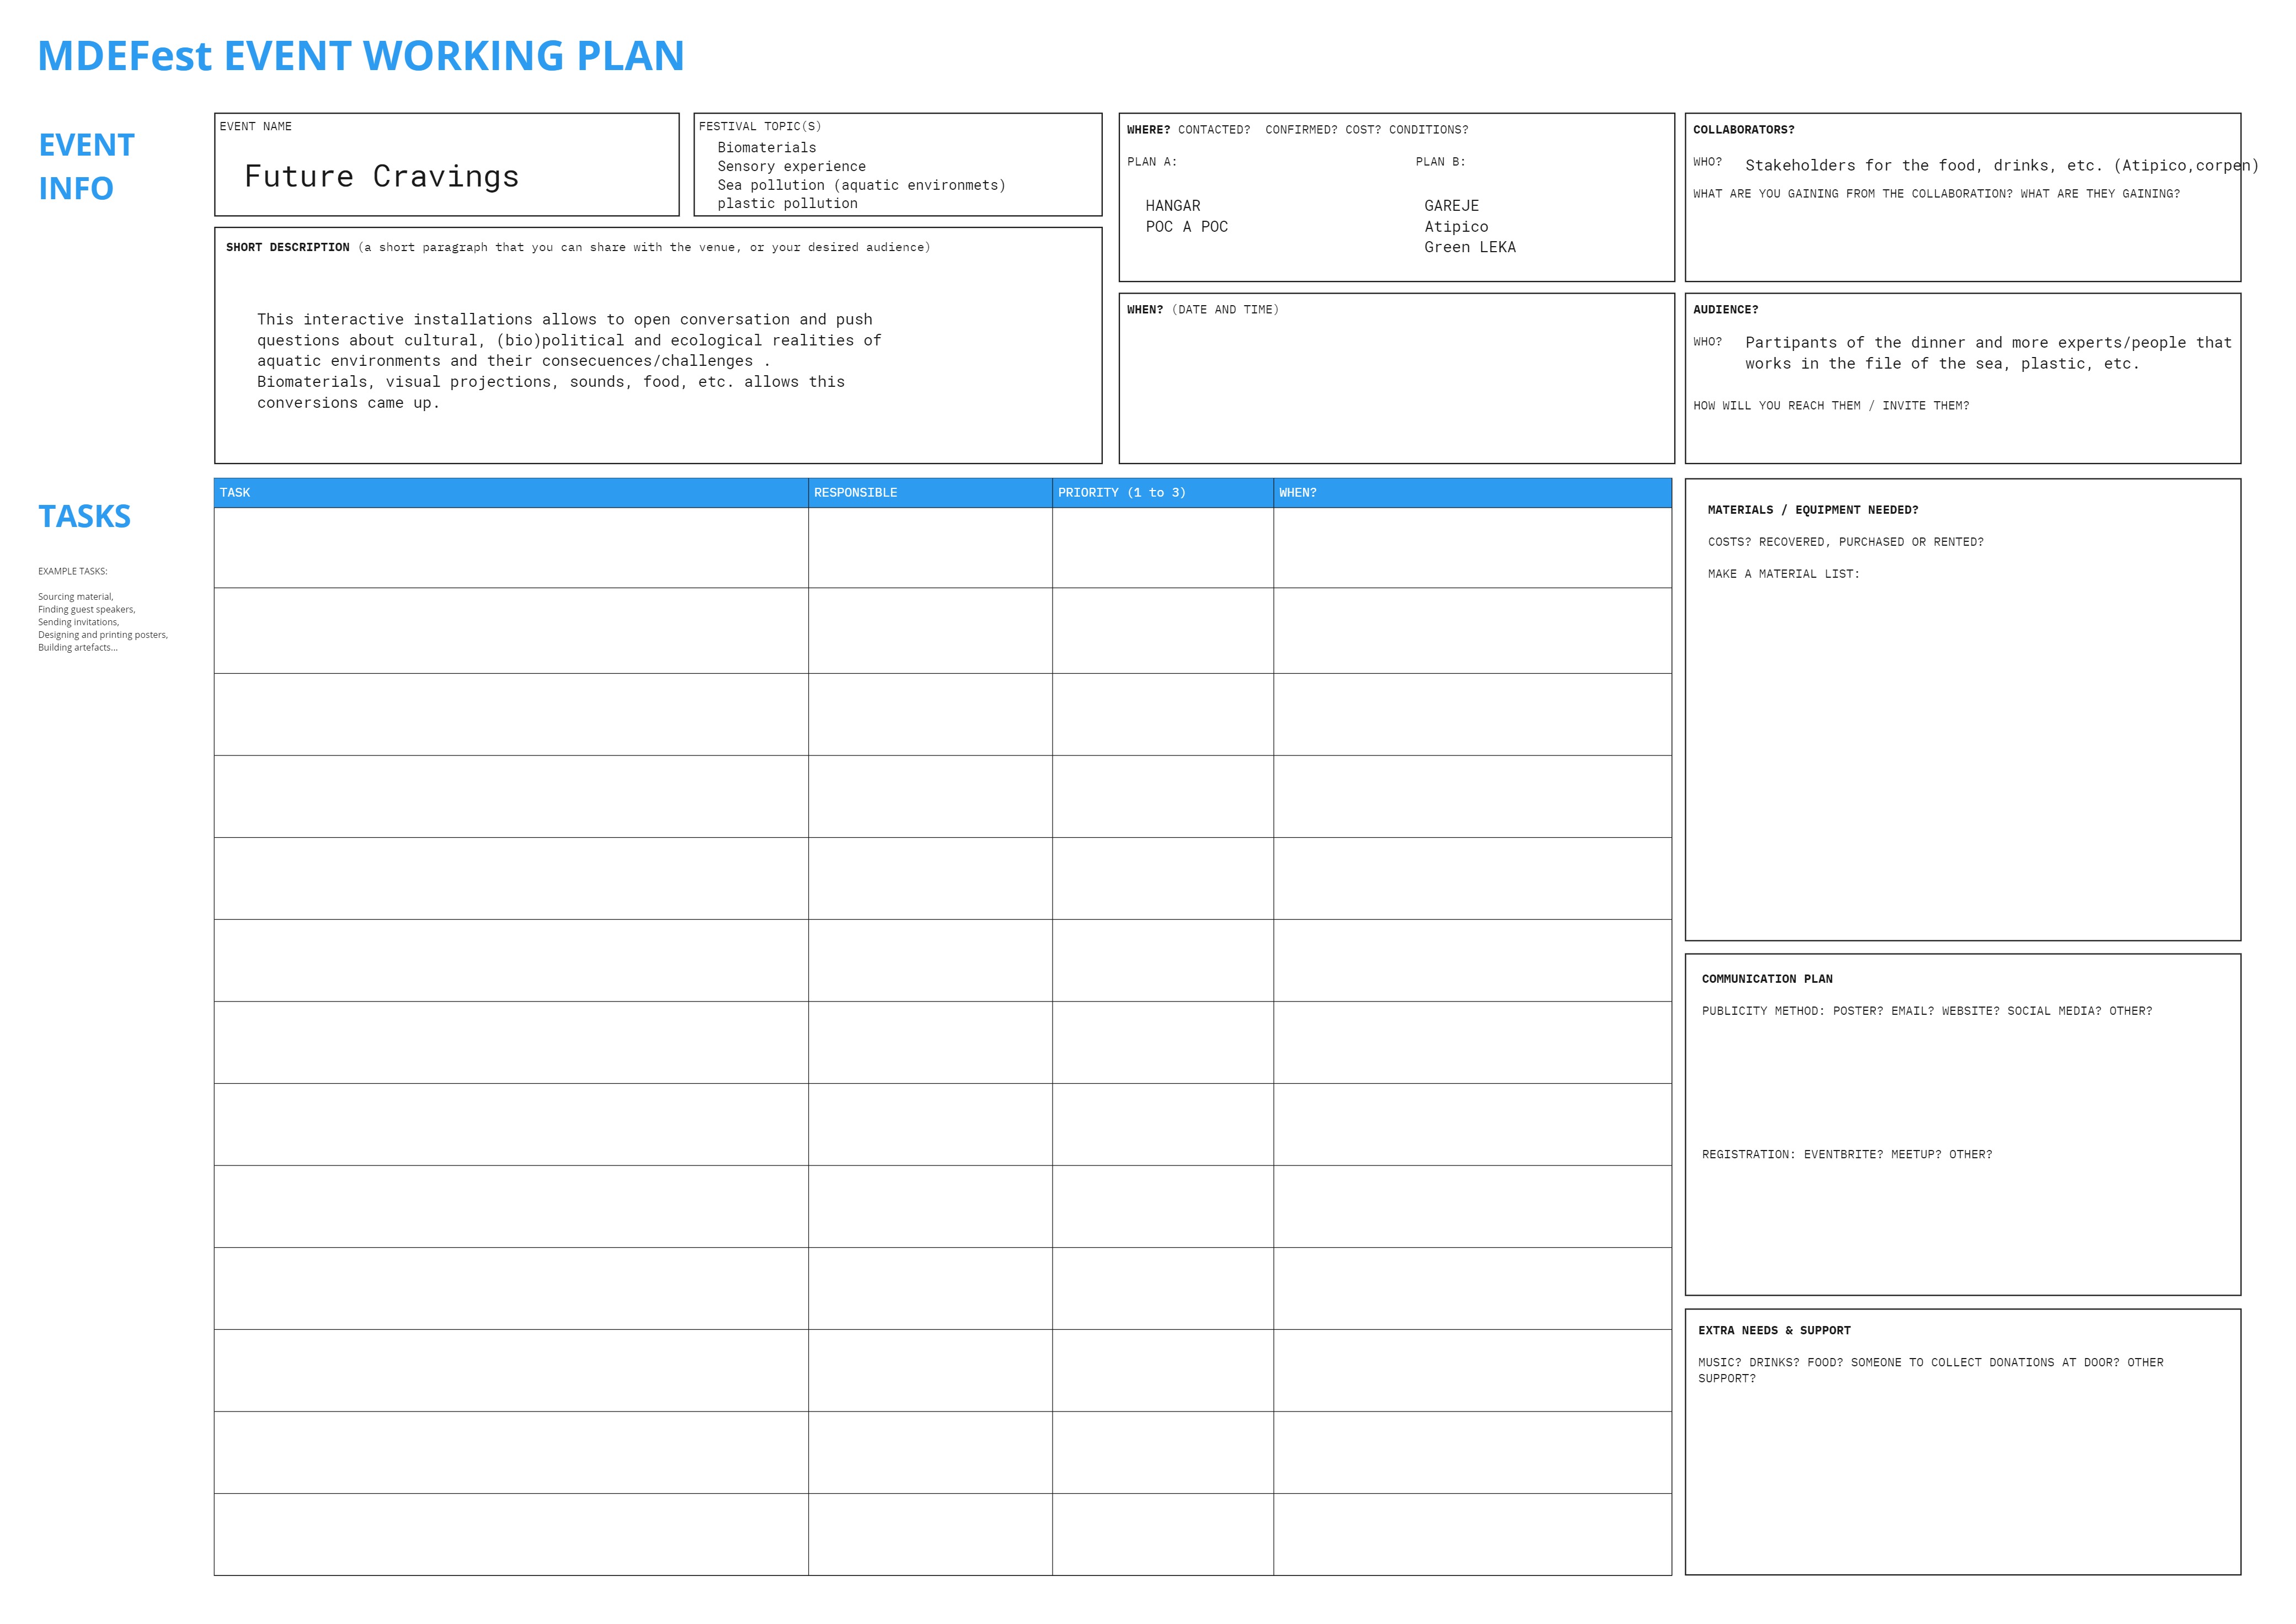 MDEFest EVENT WORKING PLAN
EVENT
INFO
EVENT NAME
Future Cravings
FESTIVAL TOPIC(S)
Biomaterials
Sensory experience
Sea pollution (aquatic environmets)
plastic pollution
SHORT DESCRIPTION (a short paragraph that you can share with the venue, or your desired audience)
This interactive installations allows to open conversation and push
questions about cultural, (bio)political and ecological realities of
aquatic environments and their consecuences/challenges .
Biomaterials, visual projections, sounds, food, etc. allows this
conversions came up.
WHERE? CONTACTED? CONFIRMED? COST? CONDITIONS?
PLAN A:
HANGAR
POC A POC
PLAN B:
GAREJE
Atipico
Green LEKA
WHEN? (DATE AND TIME)
COLLABORATORS?
WHO? Stakeholders for the food, drinks, etc. (Atipico,corpen)
WHAT ARE YOU GAINING FROM THE COLLABORATION? WHAT ARE THEY GAINING?
AUDIENCE?
WHO? Partipants of the dinner and more experts/people that
works in the file of the sea, plastic, etc.
HOW WILL YOU REACH THEM / INVITE THEM?
TASKS
EXAMPLE TASKS:
Sourcing material,
Finding guest speakers,
Sending invitations,
Designing and printing posters,
Building artefacts...
TASK
RESPONSIBLE
PRIORITY (1 to 3)
WHEN?
MATERIALS / EQUIPMENT NEEDED?
COSTS? RECOVERED, PURCHASED OR RENTED?
MAKE A MATERIAL LIST:
COMMUNICATION PLAN
PUBLICITY METHOD: POSTER? EMAIL? WEBSITE? SOCIAL MEDIA? OTHER?
REGISTRATION: EVENTBRITE? MEETUP? OTHER?
EXTRA NEEDS & SUPPORT
MUSIC? DRINKS? FOOD? SOMEONE TO COLLECT DONATIONS AT DOOR? OTHER
SUPPORT?